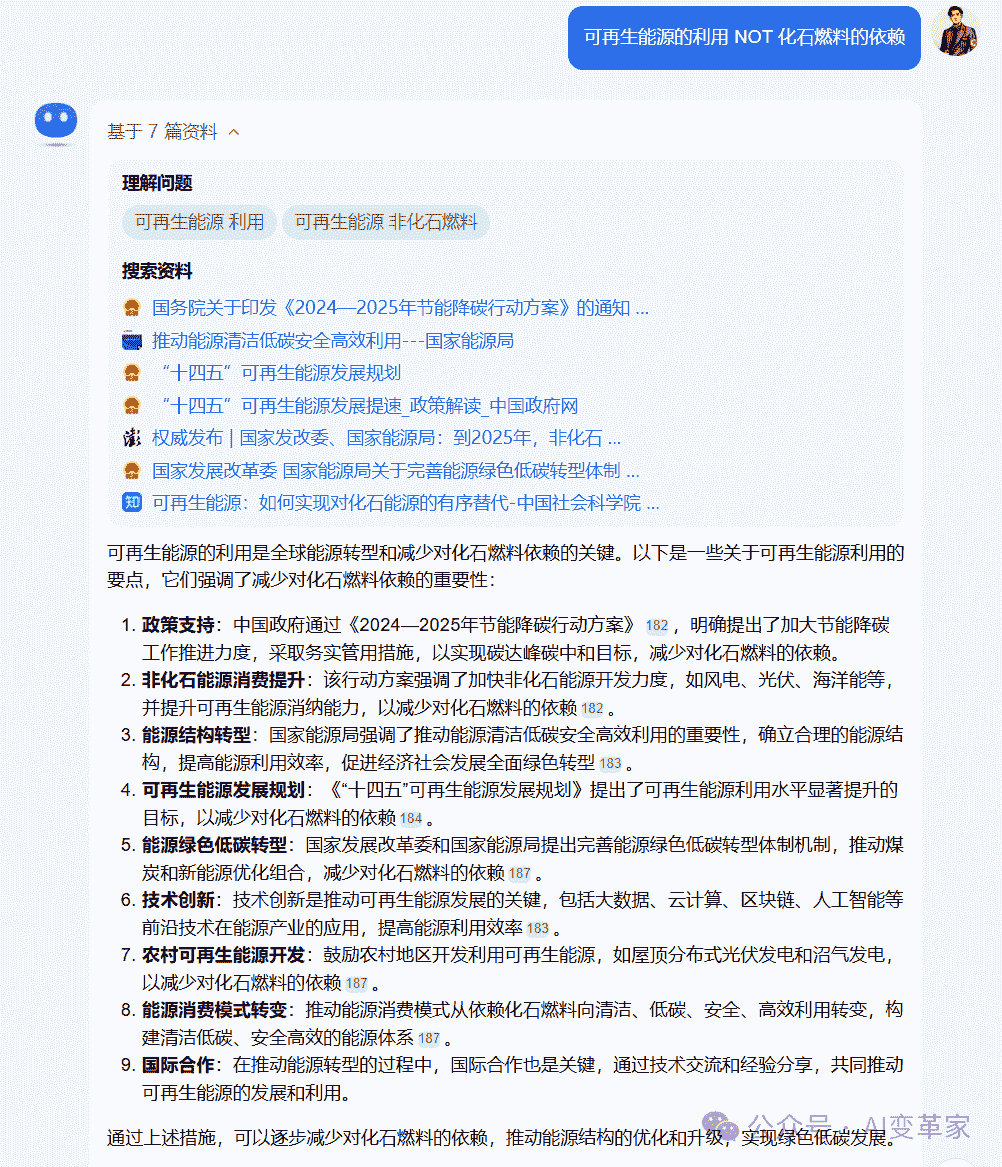 可再生能源的利用 NOT 化石燃料的依赖
基于 7 篇资料
理解问题
可再生能源 利用 可再生能源 非化石燃料
搜索资料
国务院关于印发《2024—2025年节能降碳行动方案》的通知 ...
推动能源清洁低碳安全高效利用---国家能源局
“十四五”可再生能源发展规划
“十四五”可再生能源发展提速_政策解读_中国政府网
澎 权威发布 | 国家发改委、国家能源局：到2025年，非化石 ...
国家发展改革委 国家能源局关于完善能源绿色低碳转型体制 ...
知 可再生能源：如何实现对化石能源的有序替代-中国社会科学院 ...
可再生能源的利用是全球能源转型和减少对化石燃料依赖的关键。以下是一些关于可再生能源利用的
要点，它们强调了减少对化石燃料依赖的重要性：
1. 政策支持：中国政府通过《2024—2025年节能降碳行动方案》 182 ，明确提出了加大节能降碳
工作推进力度，采取务实管用措施，以实现碳达峰碳中和目标，减少对化石燃料的依赖。
2. 非化石能源消费提升：该行动方案强调了加快非化石能源开发力度，如风电、光伏、海洋能等，
并提升可再生能源消纳能力，以减少对化石燃料的依赖 182 。
3. 能源结构转型：国家能源局强调了推动能源清洁低碳安全高效利用的重要性，确立合理的能源结
构，提高能源利用效率，促进经济社会发展全面绿色转型 183 。
4. 可再生能源发展规划：《“十四五”可再生能源发展规划》提出了可再生能源利用水平显著提升的
目标，以减少对化石燃料的依赖 184 。
5. 能源绿色低碳转型：国家发展改革委和国家能源局提出完善能源绿色低碳转型体制机制，推动煤
炭和新能源优化组合，减少对化石燃料的依赖 187 。
6. 技术创新：技术创新是推动可再生能源发展的关键，包括大数据、云计算、区块链、人工智能等
前沿技术在能源产业的应用，提高能源利用效率 183 。
7. 农村可再生能源开发：鼓励农村地区开发利用可再生能源，如屋顶分布式光伏发电和沼气发电，
以减少对化石燃料的依赖 187 。
8. 能源消费模式转变：推动能源消费模式从依赖化石燃料向清洁、低碳、安全、高效利用转变，构
建清洁低碳、安全高效的能源体系 187 。
9. 国际合作：在推动能源转型的过程中，国际合作也是关键，通过技术交流和经验分享，共同推动
可再生能源的发展和利用。
通过上述措施，可以逐步减少对化石燃料的依赖，推动能源结构的优化和升级，实现绿色低碳发展。
公众号 · AI变革家